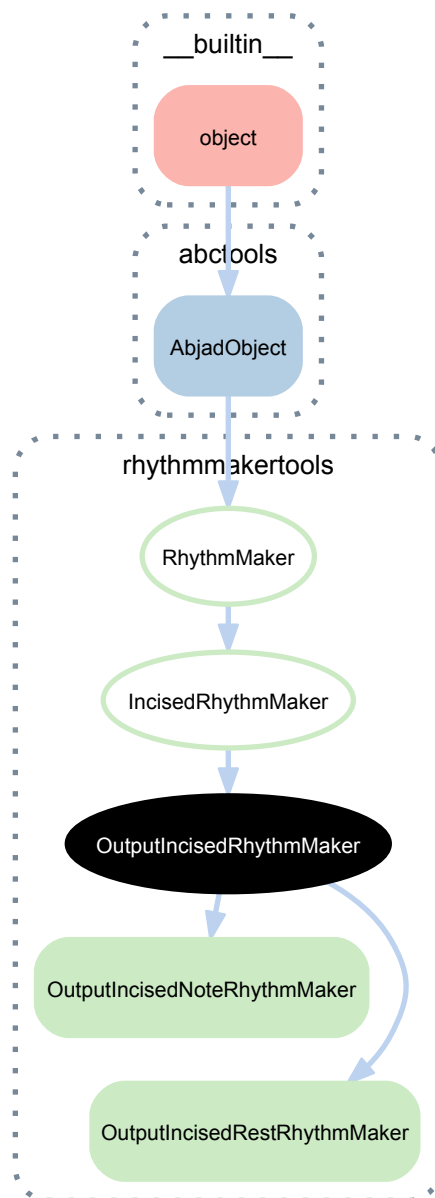 __builtin__
object
abctools
AbjadObject
rhythmmakertools
RhythmMaker
IncisedRhythmMaker
OutputIncisedRhythmMaker
OutputIncisedNoteRhythmMaker
OutputIncisedRestRhythmMaker